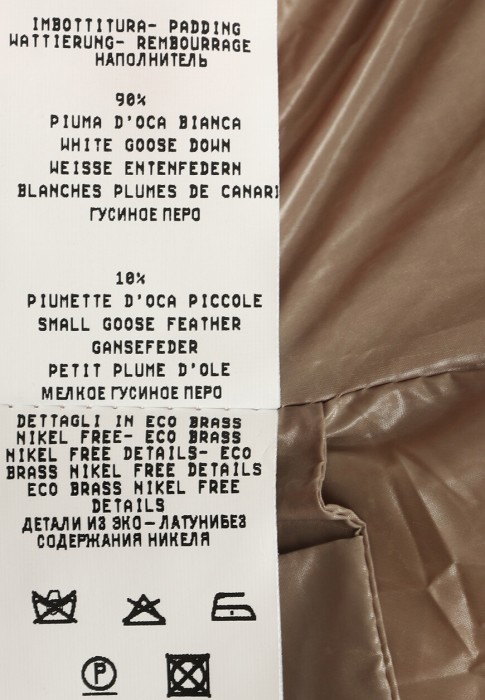 IMBOTTITURA- PADDING
WATTIERUNG- REMBOURRAGE
НАПОЛНИТЕЛЬ
90%
PIUMA D'OCA BIANCA
WHITE GOOSE DOWN
WEISSE ENTENFEDERN
BLANCHES PLUMES DE CANARI
ГУСИНОЕ ПЕРО
10%
PIUMETTE D'OCA PICCOLE
SMALL GOOSE FEATHER
GANSEFEDER
PETIT PLUME D'OLE
МЕЛКОЕ ГУСИНОЕ ПЕРО
DETTAGLI IN ECO BRASS
NIKEL FREE- ECO BRASS
NIKEL FREE DETAILS- ECO
BRASS NIKEL FREE DETAILS
ECO BRASS NIKEL FREE
DETAILS
ДЕТАЛИ ИЗ ЭКО-ЛАТУНИБЕЗ
СОДЕРЖАНИЯ НИКЕЛЯ
P